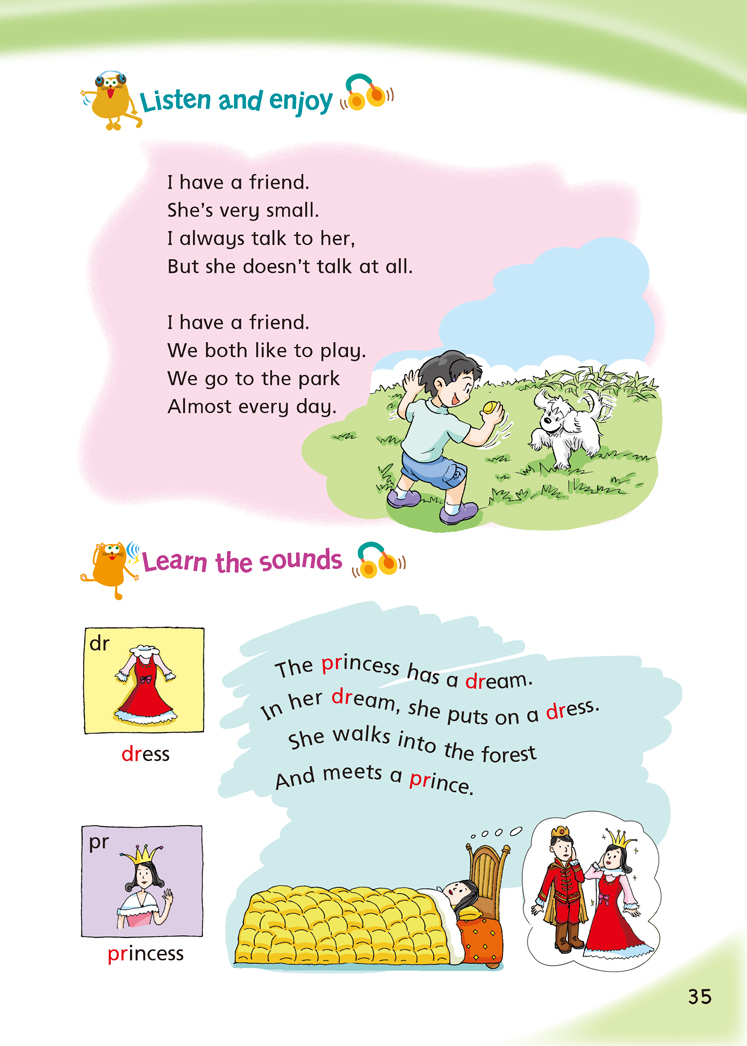 Listen and enjoy
I have a friend.
She's very small.
I always talk to her,
But she doesn't talk at all.
I have a friend.
We both like to play.
We go to the park
Almost every day.
Learn the sounds
dr
dress
The princess has a dream.
In her dream, she puts on a dress.
She walks into the forest
And meets a prince.
pr
princess
35